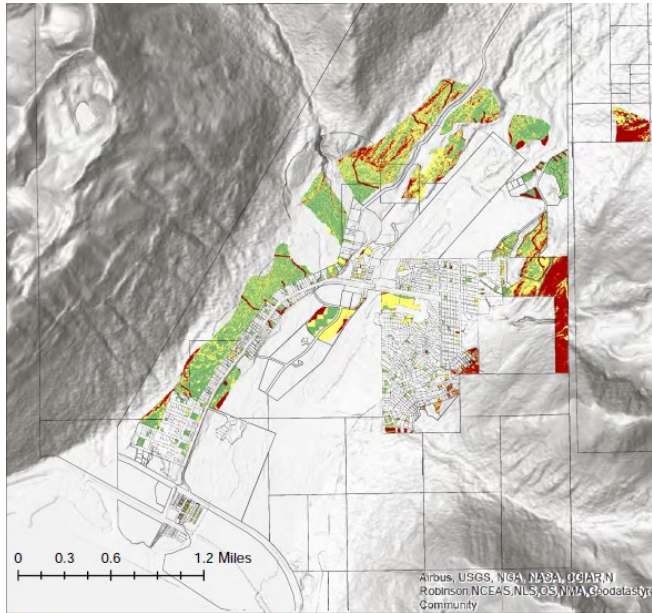 0 0.3 0.6 1.2 Miles
Airbus, USGS, NGA, NASA, CGIAR,N
Robinson,NCEAS,NLS,OS,NMA,Geodatastyre
Community